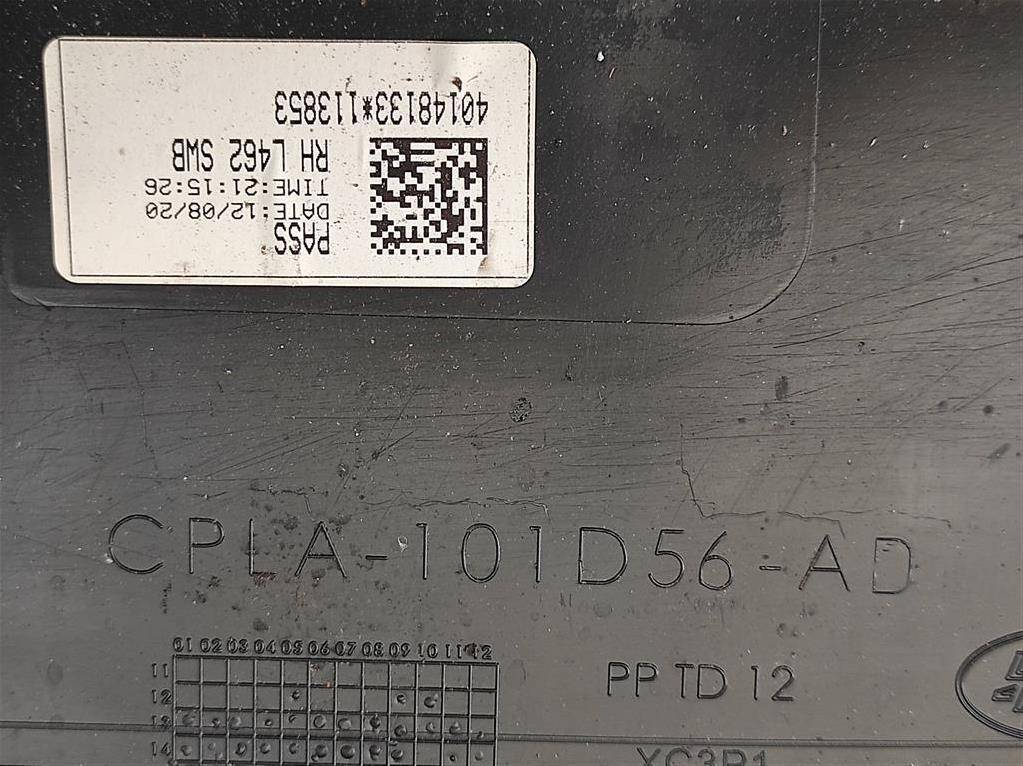 PASS
DATE:12/08/20
TIME:21:15:26
RH L462 SWB
40148133*113853
CPLA-101D56-AD
01 02 03 04 05 06 07 08 09 10 11 12
11
12
13
14
PP TD 12